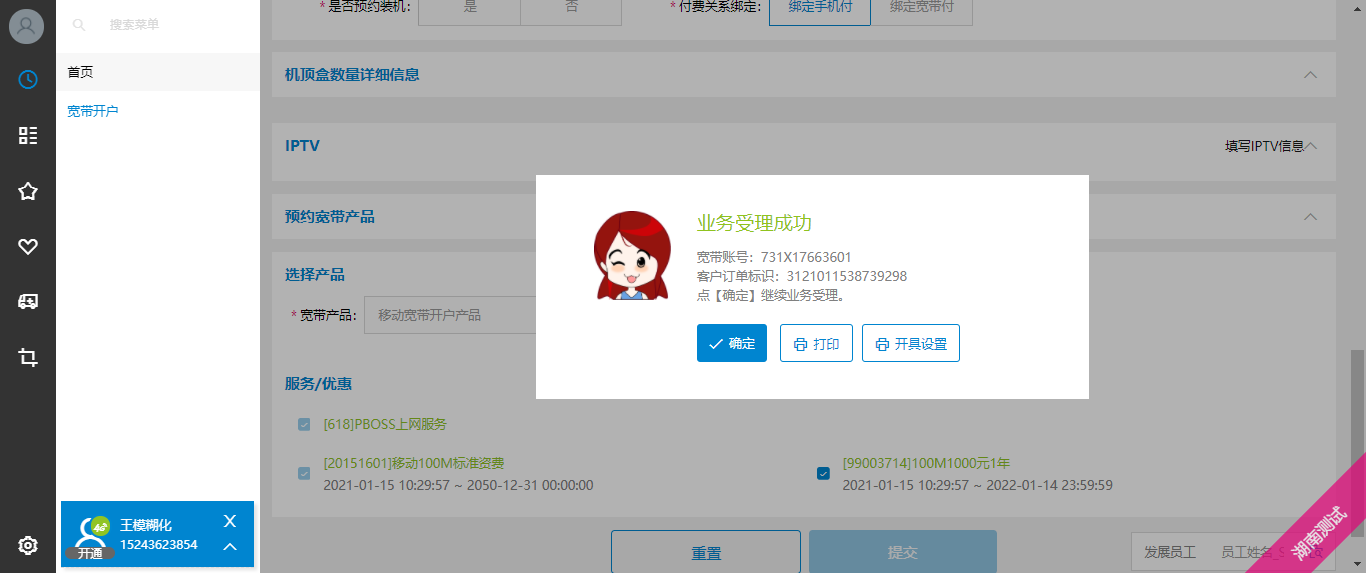 搜索菜单
首页
宽带开户
*是否预约装机: 是 否 *付费关系绑定: 绑定手机付 绑定宽带付
机顶盒数量详细信息
IPTV 填写IPTV信息
预约宽带产品
选择产品
*宽带产品: 移动宽带开户产品
服务/优惠
[618]PBOSS上网服务
[20151601]移动100M标准资费
2021-01-15 10:29:57 ~ 2050-12-31 00:00:00
[99003714]100M1000元1年
2021-01-15 10:29:57 ~ 2022-01-14 23:59:59
业务受理成功
宽带账号：731X17663601
客户订单标识：3121011538739298
点【确定】继续业务受理。
确定 打印 开具设置
4G 王模糊化 X
15243623854
开通
重置 提交 发展员工 员工姓名_
湖南测试